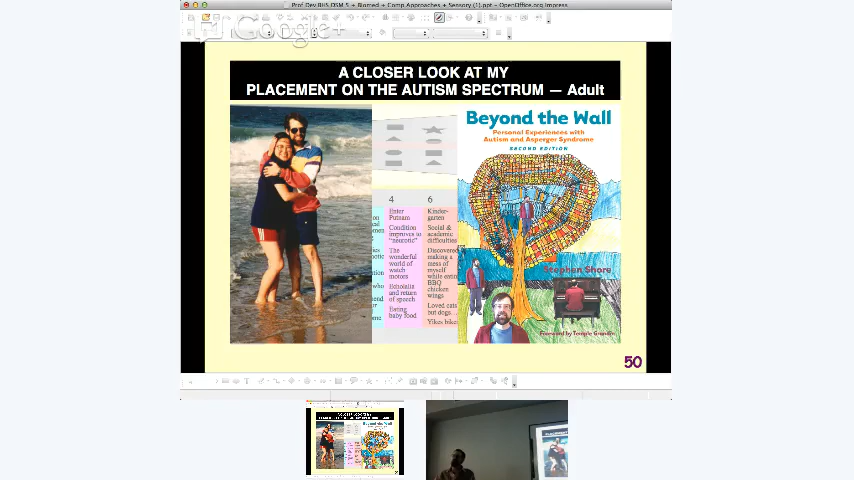 Prof Dev BHS OSM 5 + Biomed + Comp Approaches + Sensory (1).ppt - OpenOffice.org Impress
Google+
A CLOSER LOOK AT MY
PLACEMENT ON THE AUTISM SPECTRUM — Adult
Beyond the Wall
Personal Experiences with
Autism and Asperger Syndrome
SECOND EDITION
Stephen Shore
Foreword by Temple Grandin
4
Enter
Putnam
Condition
improves to
"neurotic"
The
wonderful
world of
watch
motors
Echolalia
and return
of speech
Eating
baby food
6
Kinder-
garten
Social &
academic
difficulties
Discovered
making a
mess of
myself
while eating
BBQ
chicken
wings
Loved cats
but dogs...
Yikes bikes
50